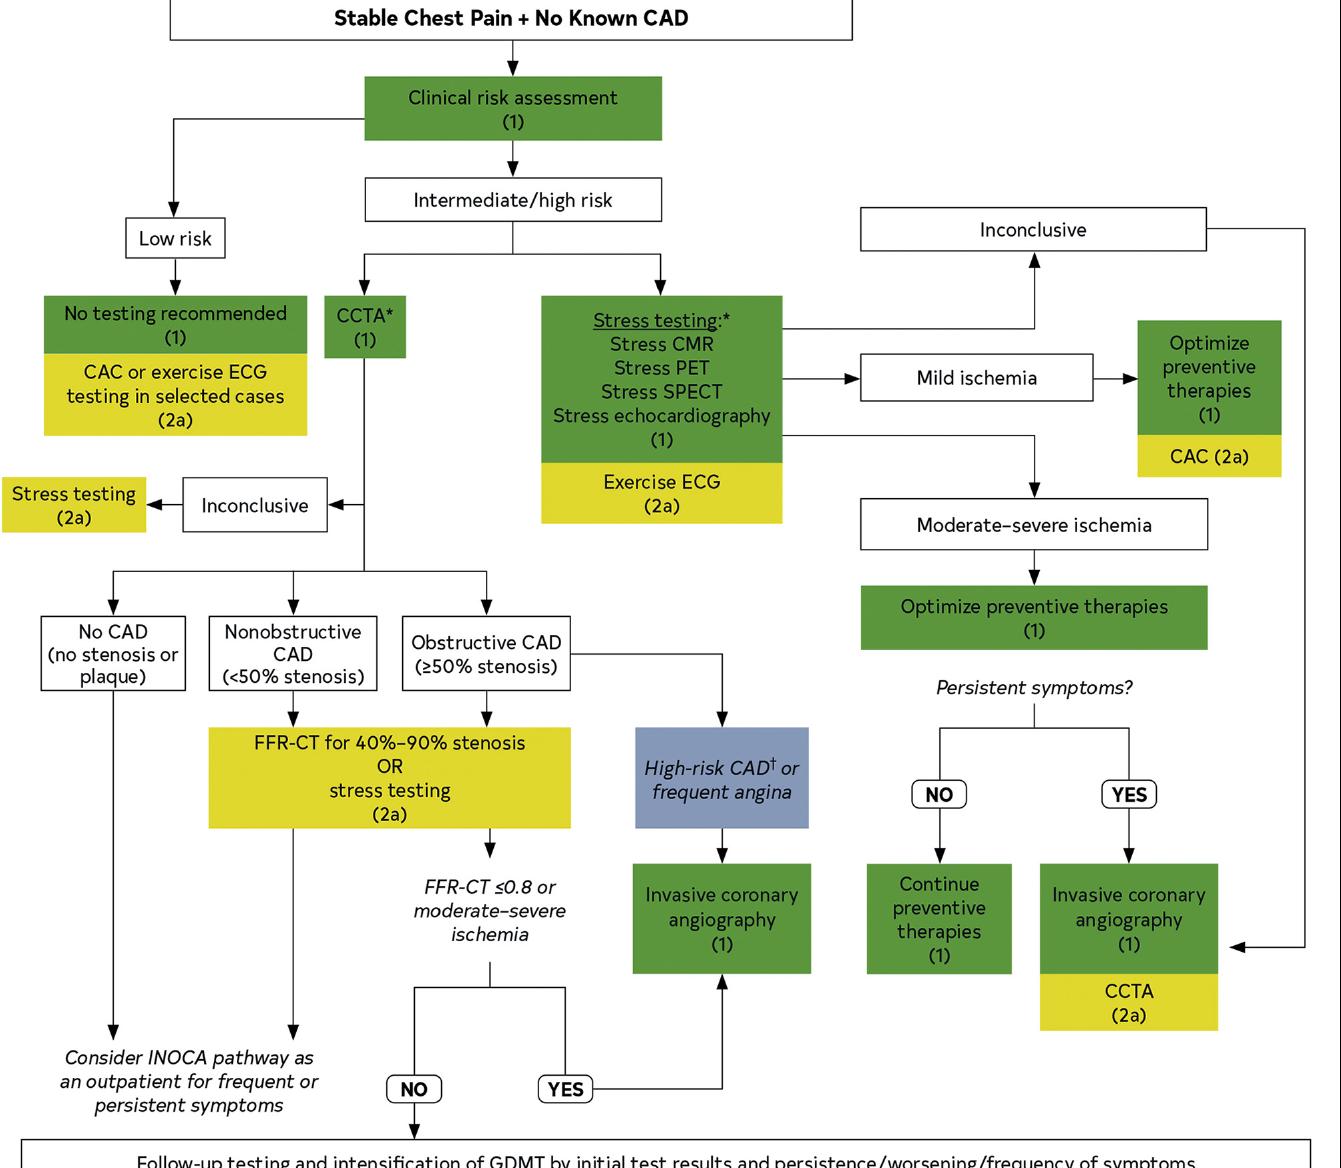 Stable Chest Pain + No Known CAD
Clinical risk assessment
(1)
Intermediate/high risk
Low risk
No testing recommended
(1)
CAC or exercise ECG
testing in selected cases
(2a)
CCTA*
(1)
Stress testing:*
Stress CMR
Stress PET
Stress SPECT
Stress echocardiography
(1)
Exercise ECG
(2a)
Inconclusive
Mild ischemia
Optimize
preventive
therapies
(1)
CAC (2a)
Stress testing
(2a)
Inconclusive
Moderate–severe ischemia
Optimize preventive therapies
(1)
No CAD
(no stenosis or
plaque)
Nonobstructive
CAD
(<50% stenosis)
Obstructive CAD
(≥50% stenosis)
Persistent symptoms?
FFR-CT for 40%–90% stenosis
OR
stress testing
(2a)
High-risk CAD† or
frequent angina
NO
YES
FFR-CT ≤0.8 or
moderate–severe
ischemia
Invasive coronary
angiography
(1)
Continue
preventive
therapies
(1)
Invasive coronary
angiography
(1)
CCTA
(2a)
Consider INOCA pathway as
an outpatient for frequent or
persistent symptoms
NO
YES
Follow-up testing and intensification of GDMT by initial test results and persistence/worsening/frequency of symptoms